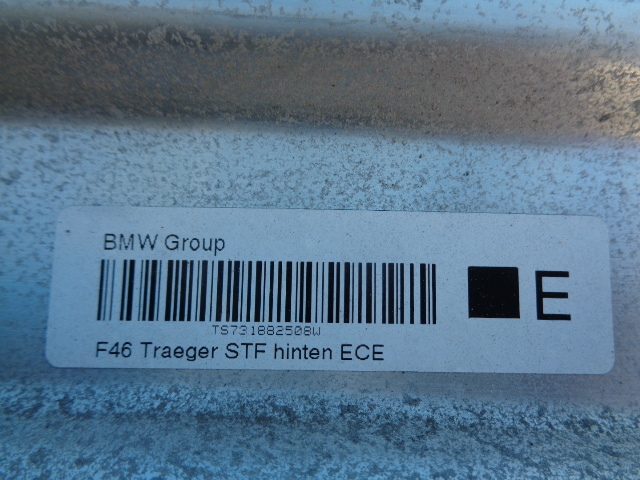 BMW Group
E
TS731882508W
F46 Traeger STF hinten ECE